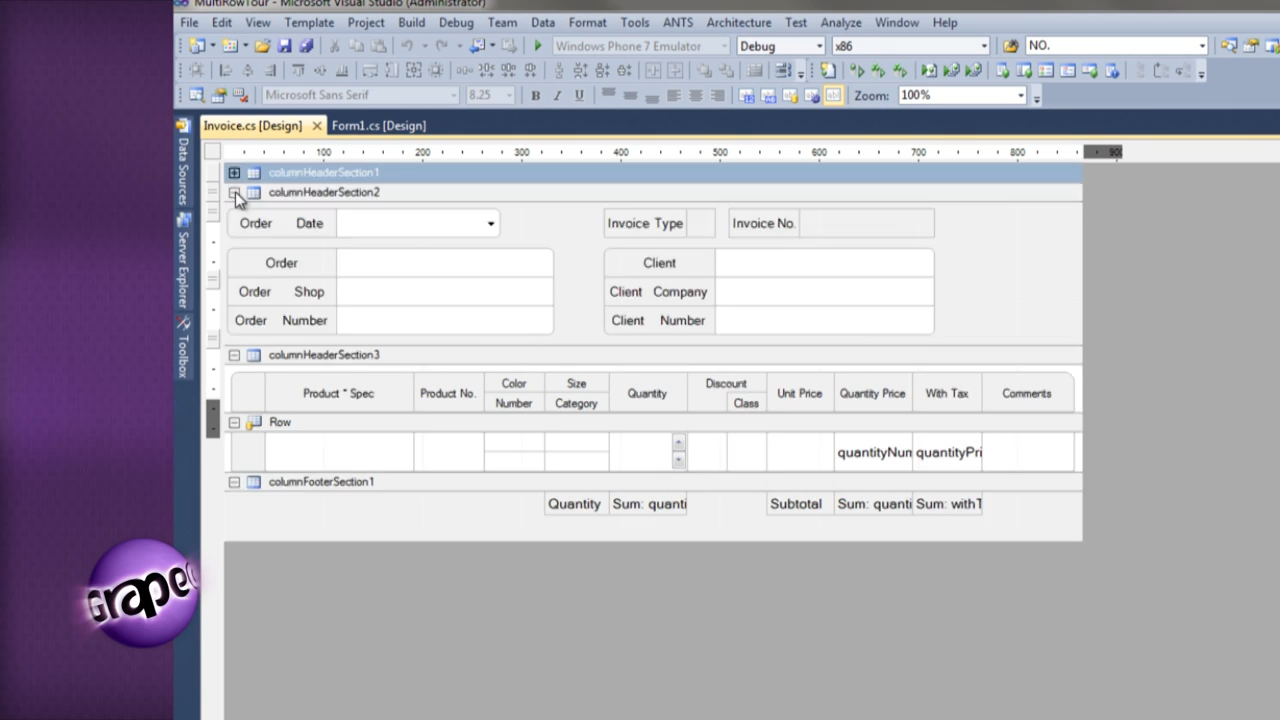 MultiRowTour - Microsoft Visual Studio (Administrator)
File Edit View Template Project Build Debug Team Data Format Tools ANTS Architecture Test Analyze Window Help
Windows Phone 7 Emulator Debug x86 NO.
Microsoft Sans Serif 8.25 B I U Zoom: 100%
Invoice.cs [Design] Form1.cs [Design]
Data Sources
Server Explorer
Toolbox
100 200 300 400 500 600 700 800 900
columnHeaderSection1
columnHeaderSection2
Order Date Invoice Type Invoice No.
Order Client
Order Shop Client Company
Order Number Client Number
columnHeaderSection3
Product * Spec Product No. Color Size Quantity Discount Unit Price Quantity Price With Tax Comments
Number Category Class
Row
quantityNun quantityPri
columnFooterSection1
Quantity Sum: quanti Subtotal Sum: quanti Sum: withT
GrapeC